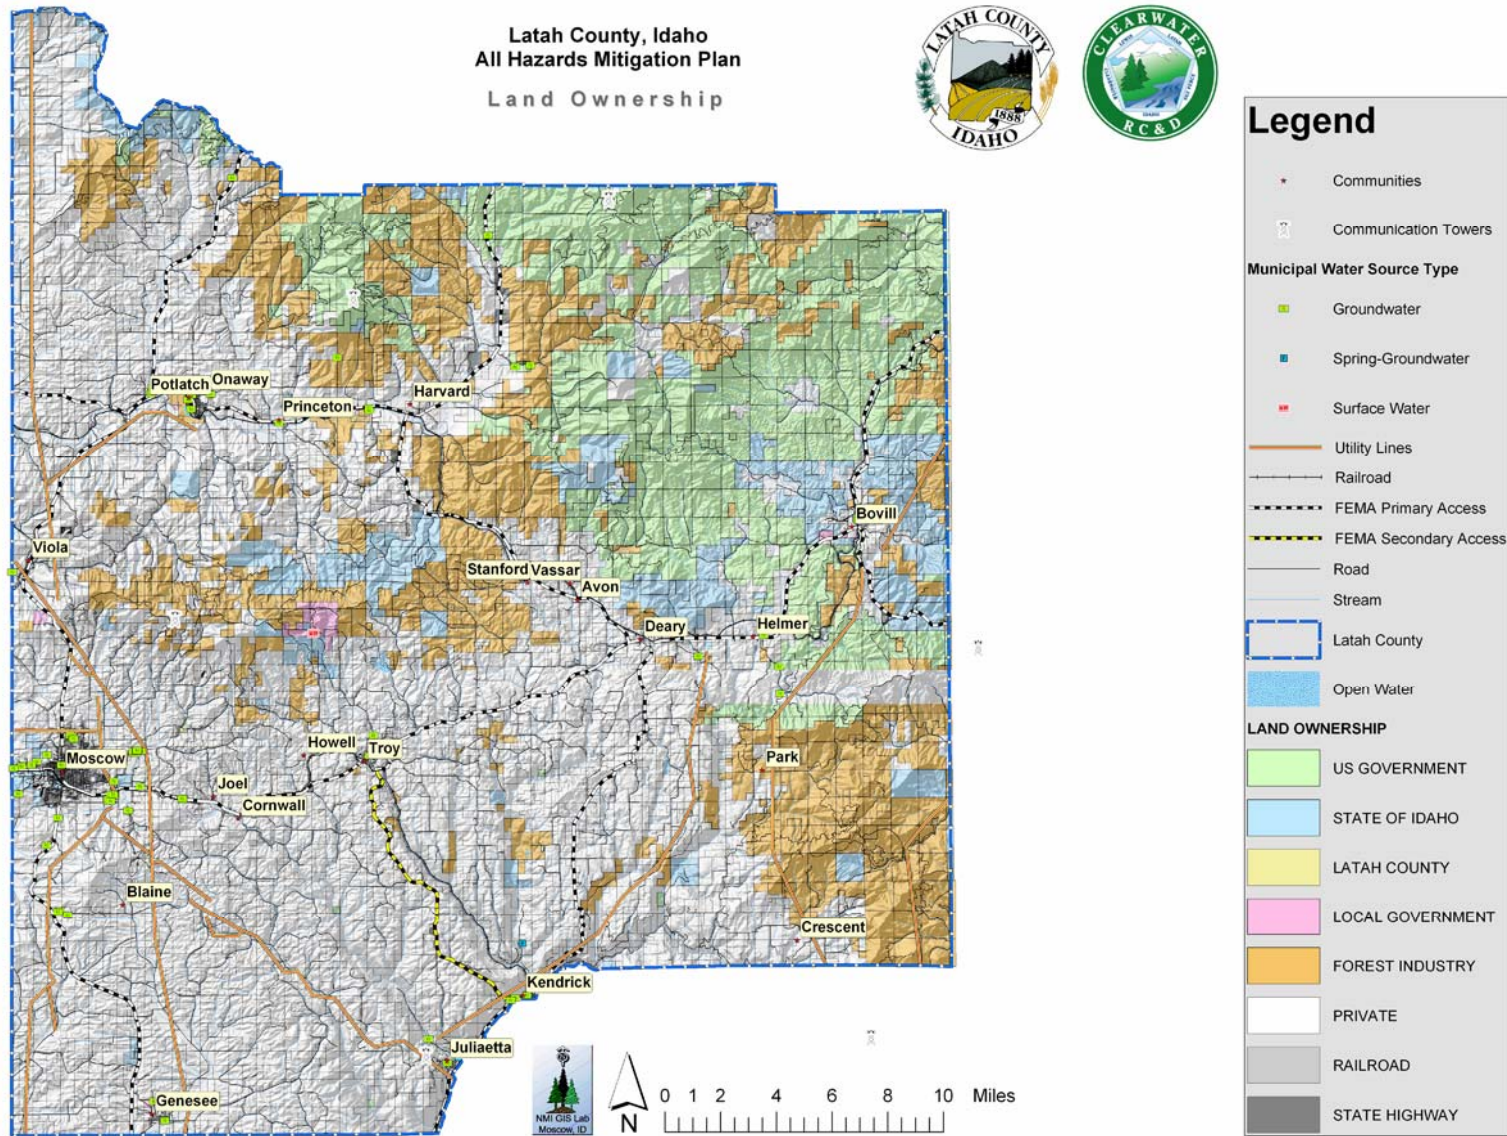 Latah County, Idaho
All Hazards Mitigation Plan
Land Ownership
LATAH COUNTY
1888
IDAHO
CLEARWATER
RC&D
Legend
Communities
Communication Towers
Municipal Water Source Type
Groundwater
Spring-Groundwater
Surface Water
Utility Lines
Railroad
FEMA Primary Access
FEMA Secondary Access
Road
Stream
Latah County
Open Water
LAND OWNERSHIP
US GOVERNMENT
STATE OF IDAHO
LATAH COUNTY
LOCAL GOVERNMENT
FOREST INDUSTRY
PRIVATE
RAILROAD
STATE HIGHWAY
Potlatch
Onaway
Princeton
Harvard
Bovill
Viola
Stanford
Vassar
Avon
Deary
Helmer
Howell
Troy
Moscow
Park
Joel
Cornwall
Blaine
Crescent
Kendrick
Juliaetta
Genesee
NMI GIS Lab
Moscow, ID
N
0 1 2 4 6 8 10 Miles